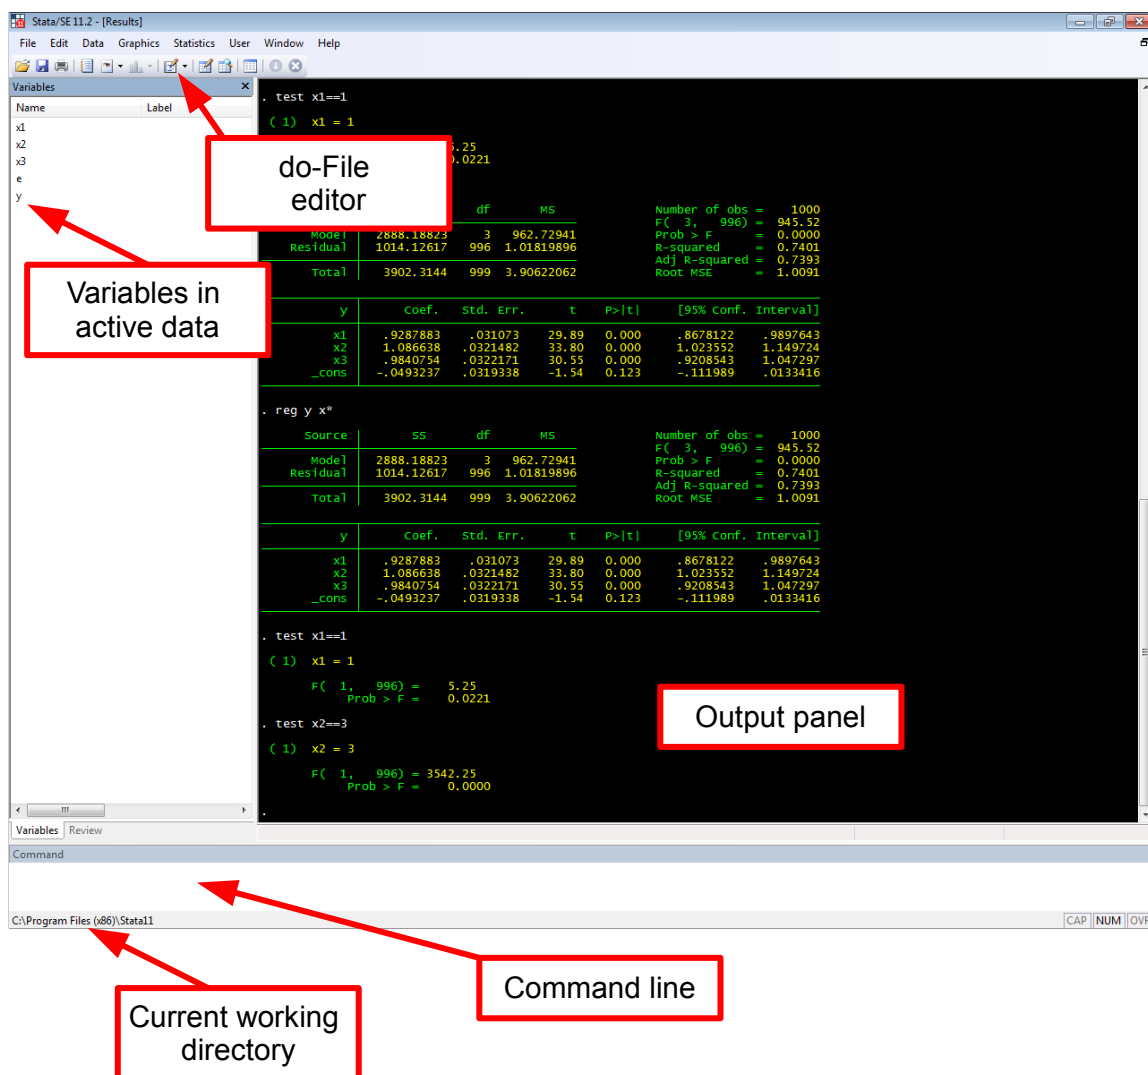 Stata/SE 11.2 - [Results]
File Edit Data Graphics Statistics User Window Help
Variables
Name Label
x1
x2
x3
e
y
do-File
editor
Variables in
active data
. test x1==1
( 1) x1 = 1
.25
.0221
df MS Number of obs = 1000
F( 3, 996) = 945.52
Model 2888.18823 3 962.72941 Prob > F = 0.0000
Residual 1014.12617 996 1.01819896 R-squared = 0.7401
Adj R-squared = 0.7393
Total 3902.3144 999 3.90622062 Root MSE = 1.0091
y Coef. Std. Err. t P>|t| [95% Conf. Interval]
x1 .9287883 .031073 29.89 0.000 .8678122 .9897643
x2 1.086638 .0321482 33.80 0.000 1.023552 1.149724
x3 .9840754 .0322171 30.55 0.000 .9208543 1.047297
_cons -.0493237 .0319338 -1.54 0.123 -.111989 .0133416
. reg y x*
Source SS df MS Number of obs = 1000
F( 3, 996) = 945.52
Model 2888.18823 3 962.72941 Prob > F = 0.0000
Residual 1014.12617 996 1.01819896 R-squared = 0.7401
Adj R-squared = 0.7393
Total 3902.3144 999 3.90622062 Root MSE = 1.0091
y Coef. Std. Err. t P>|t| [95% Conf. Interval]
x1 .9287883 .031073 29.89 0.000 .8678122 .9897643
x2 1.086638 .0321482 33.80 0.000 1.023552 1.149724
x3 .9840754 .0322171 30.55 0.000 .9208543 1.047297
_cons -.0493237 .0319338 -1.54 0.123 -.111989 .0133416
. test x1==1
( 1) x1 = 1
F( 1, 996) = 5.25
Prob > F = 0.0221
. test x2==3
( 1) x2 = 3
F( 1, 996) = 3542.25
Prob > F = 0.0000
.
Output panel
Variables Review
Command
C:\Program Files (x86)\Stata11
CAP NUM OVR
Command line
Current working
directory